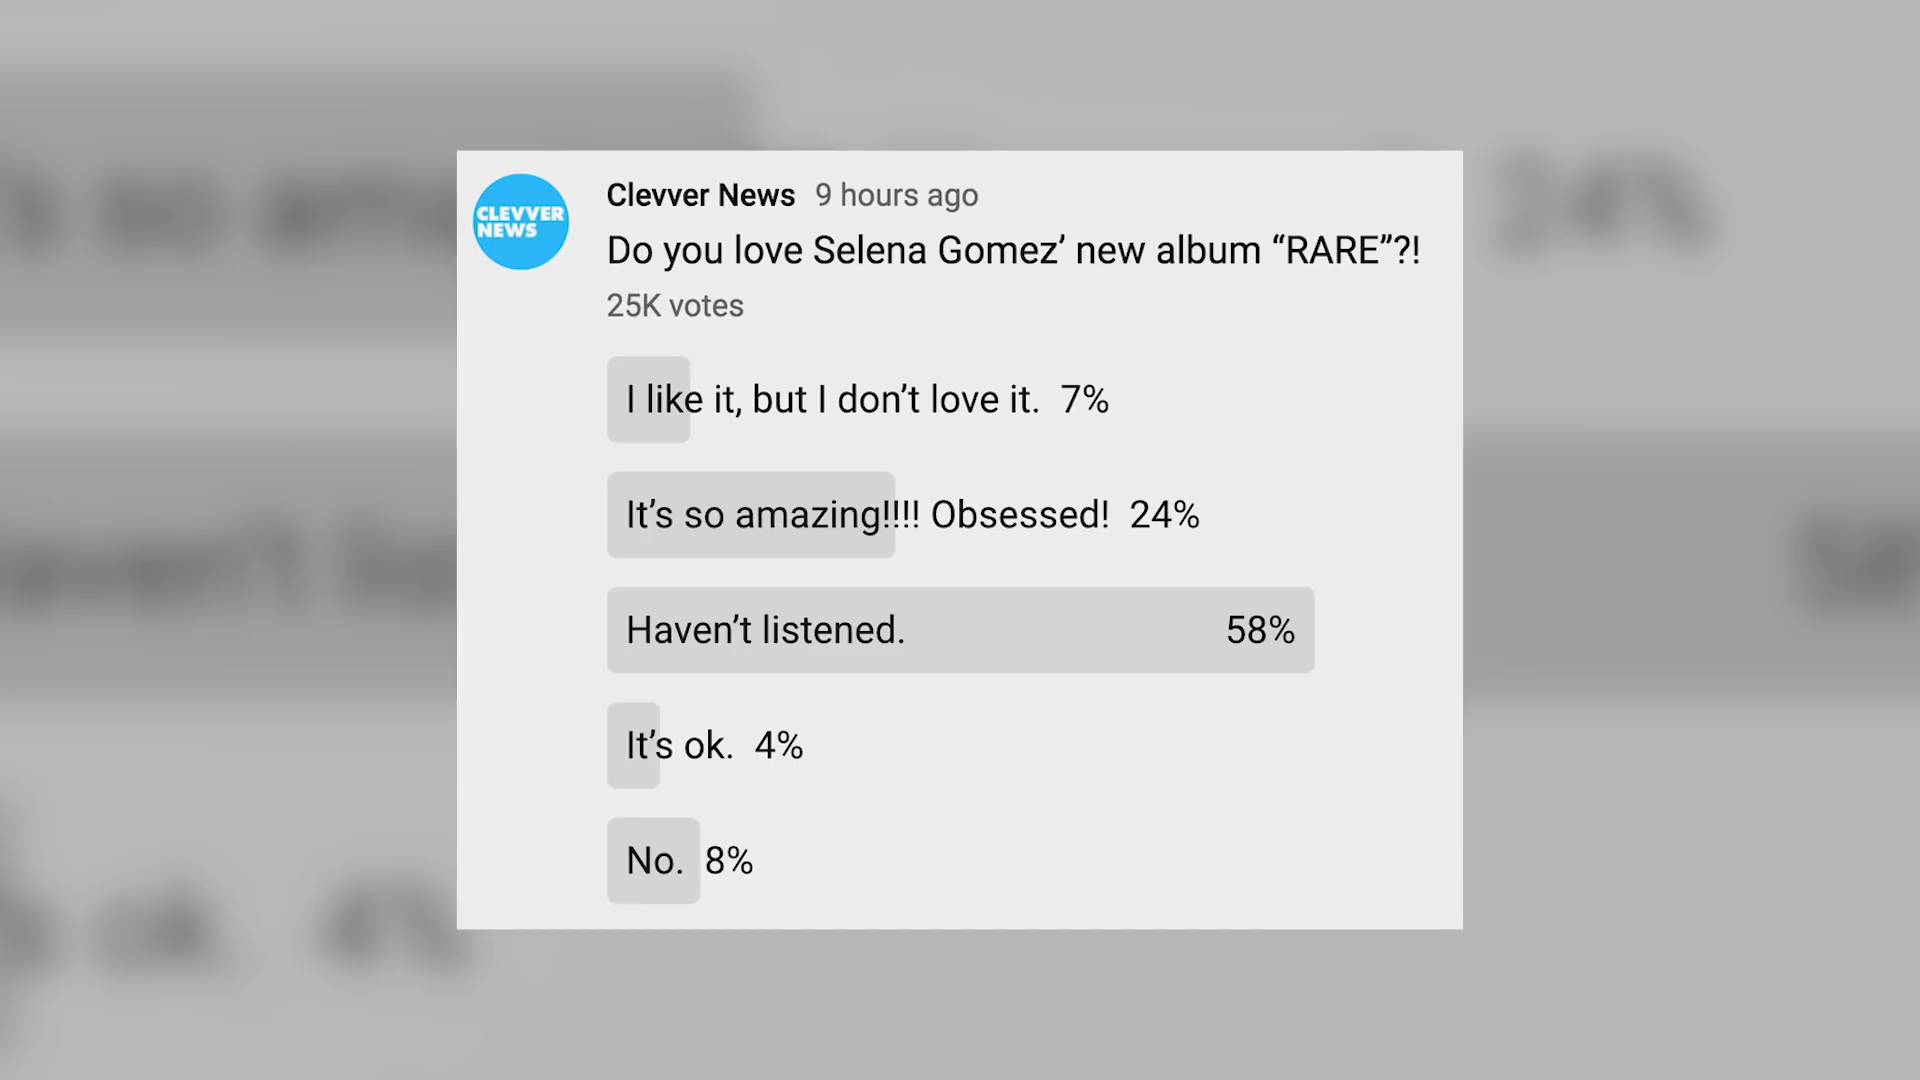 CLEVVER
NEWS
Clevver News 9 hours ago
Do you love Selena Gomez’ new album “RARE”?!
25K votes
I like it, but I don’t love it. 7%
It’s so amazing!!!! Obsessed! 24%
Haven’t listened. 58%
It’s ok. 4%
No. 8%